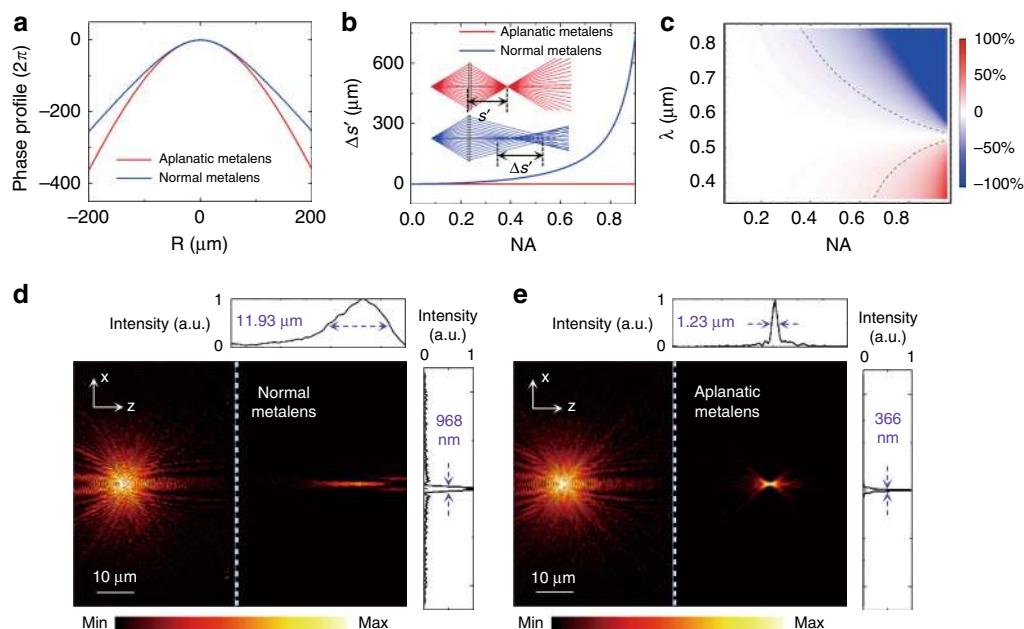 a
Phase profile (2π)
0
−200
−400
Aplanatic metalens
Normal metalens
−200
0
200
R (μm)
b
Δs′ (μm)
600
300
0
Aplanatic metalens
Normal metalens
s′
Δs′
0.0
0.2
0.4
0.6
0.8
NA
c
λ (μm)
0.8
0.7
0.6
0.5
0.4
0.2
0.4
0.6
0.8
NA
100%
50%
0
−50%
−100%
d
Intensity (a.u.)
1
0
11.93 μm
Intensity
(a.u.)
0
1
x
z
Normal
metalens
968
nm
10 μm
Min
Max
e
Intensity (a.u.)
1
0
1.23 μm
Intensity
(a.u.)
0
1
x
z
Aplanatic
metalens
366
nm
10 μm
Min
Max